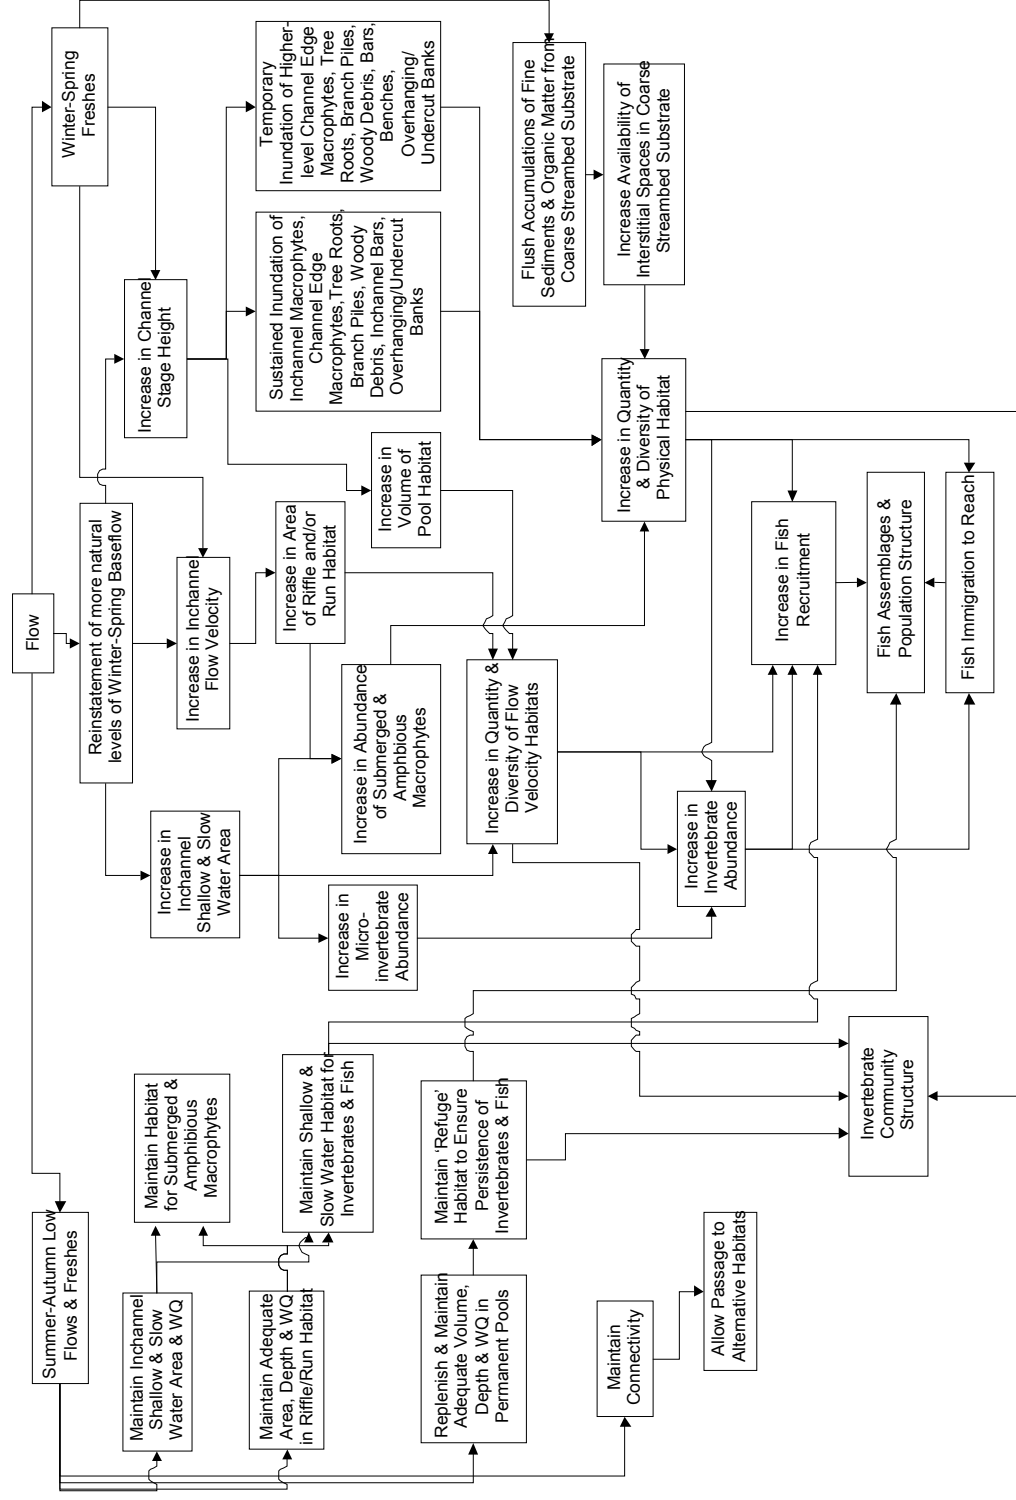 Flow
Summer-Autumn Low
Flows & Freshes
Reinstatement of more natural
levels of Winter-Spring Baseflow
Winter-Spring
Freshes
Maintain Inchannel
Shallow & Slow
Water Area & WQ
Maintain Habitat
for Submerged &
Amphibious
Macrophytes
Increase in
Inchannel
Shallow & Slow
Water Area
Increase in Inchannel
Flow Velocity
Increase in Channel
Stage Height
Maintain Adequate
Area, Depth & WQ
in Riffle/Run Habitat
Maintain Shallow &
Slow Water Habitat for
Invertebrates & Fish
Increase in Area
of Riffle and/or
Run Habitat
Sustained Inundation of
Inchannel Macrophytes,
Channel Edge
Macrophytes,Tree Roots,
Branch Piles, Woody
Debris, Inchannel Bars,
Overhanging/Undercut
Banks
Temporary
Inundation of Higher-
level Channel Edge
Macrophytes, Tree
Roots, Branch Piles,
Woody Debris, Bars,
Benches,
Overhanging/
Undercut Banks
Increase in
Micro-
invertebrate
Abundance
Increase in Abundance
of Submerged &
Amphbious
Macrophytes
Increase in
Volume of
Pool Habitat
Replenish & Maintain
Adequate Volume,
Depth & WQ in
Permanent Pools
Maintain ‘Refuge’
Habitat to Ensure
Persistence of
Invertebrates & Fish
Increase in Quantity &
Diversity of Flow
Velocity Habitats
Flush Accumulations of Fine
Sediments & Organic Matter from
Coarse Streambed Substrate
Maintain
Connectivity
Increase in Quantity
& Diversity of
Physical Habitat
Increase Availability of
Interstitial Spaces in Coarse
Streambed Substrate
Allow Passage to
Alternative Habitats
Increase in
Invertebrate
Abundance
Increase in Fish
Recruitment
Invertebrate
Community
Structure
Fish Assemblages &
Population Structure
Fish Immigration to Reach